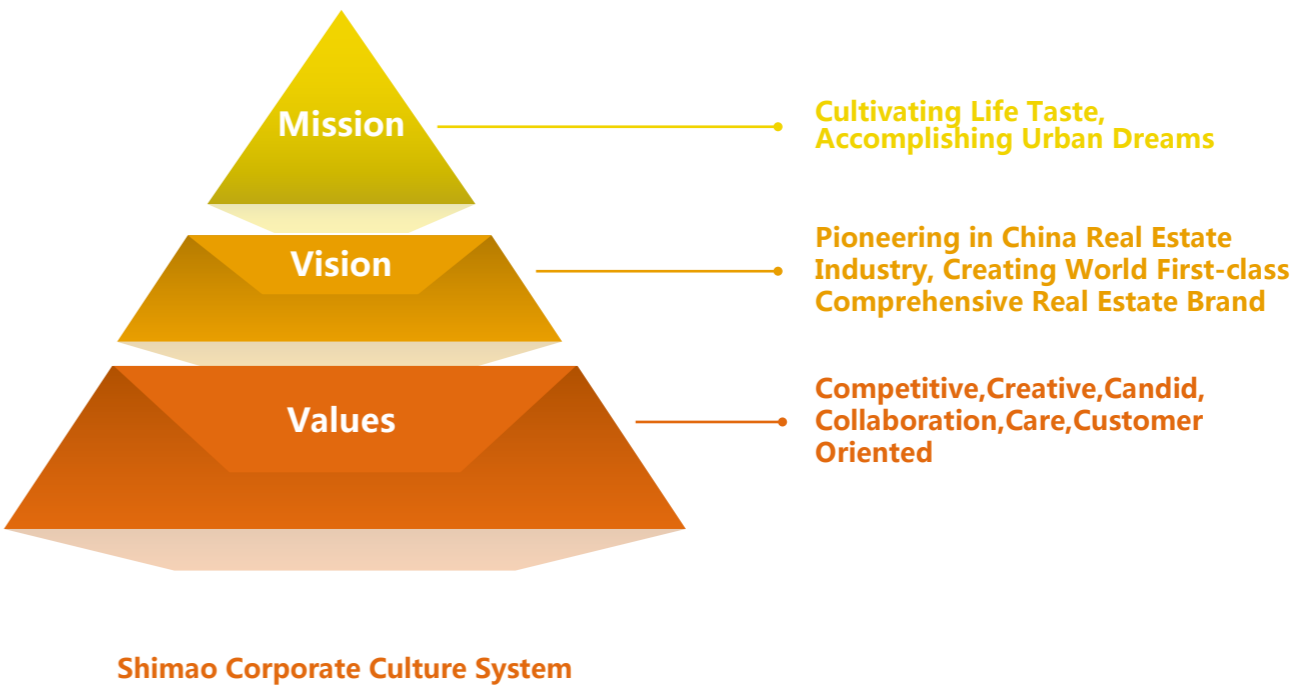 Mission
Cultivating Life Taste,
Accomplishing Urban Dreams
Vision
Pioneering in China Real Estate
Industry, Creating World First-class
Comprehensive Real Estate Brand
Values
Competitive,Creative,Candid,
Collaboration,Care,Customer
Oriented
Shimao Corporate Culture System